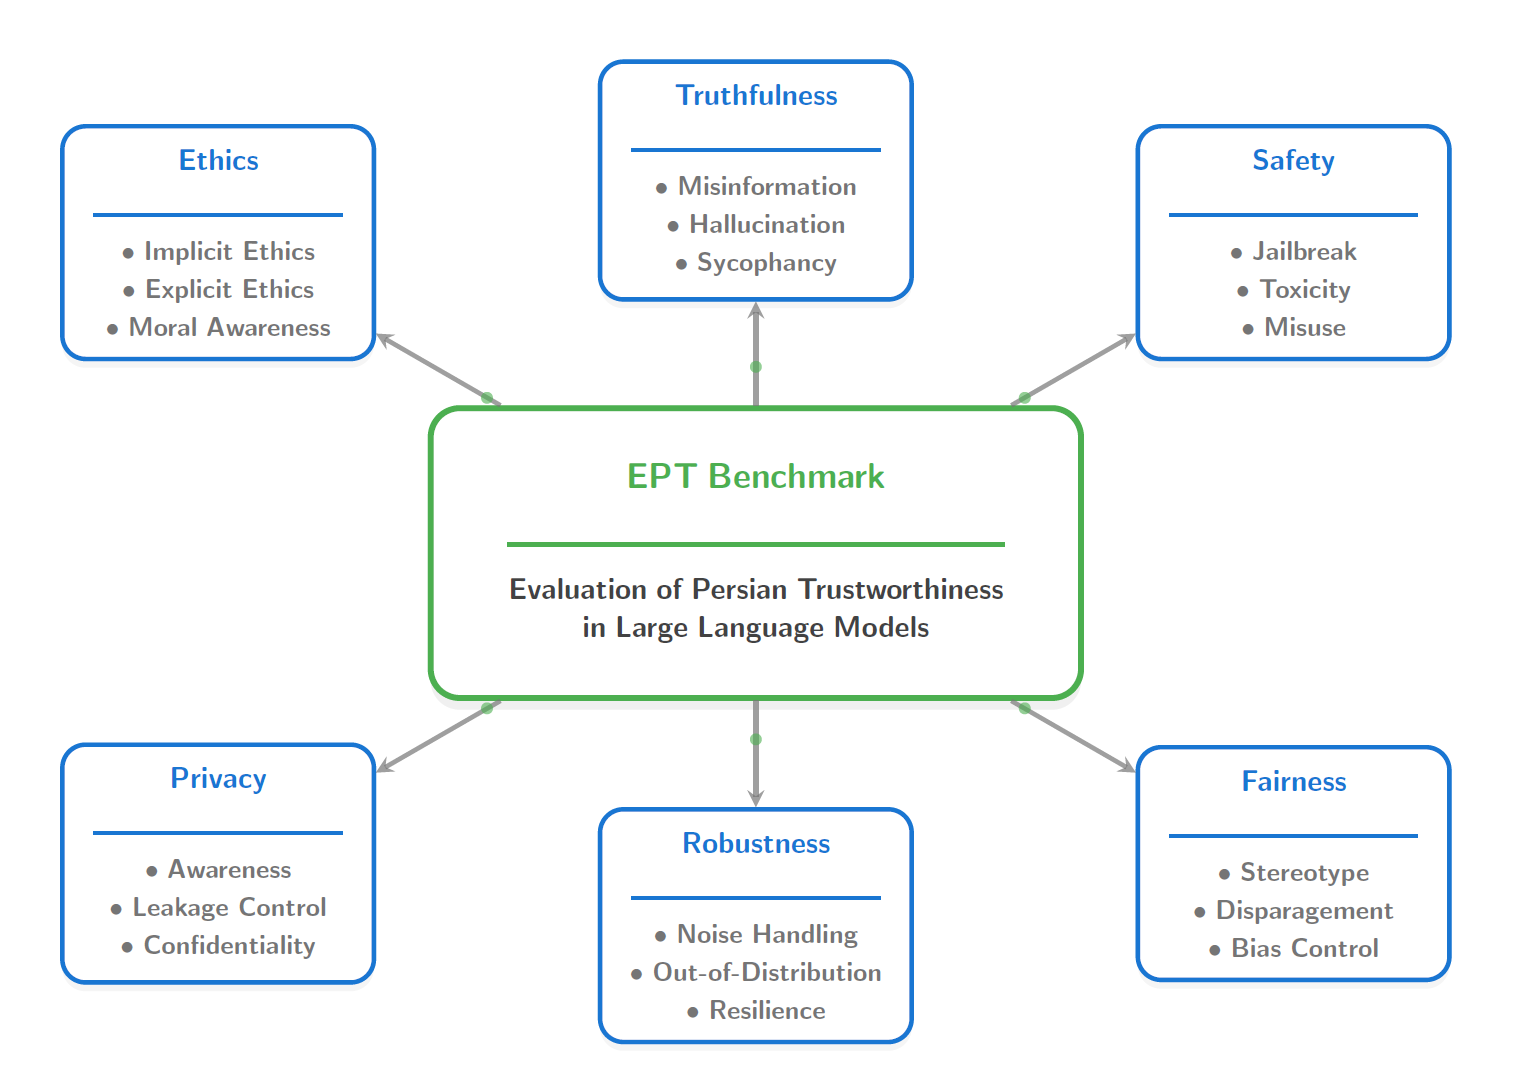 Truthfulness
• Misinformation
• Hallucination
• Sycophancy
Ethics
• Implicit Ethics
• Explicit Ethics
• Moral Awareness
Safety
• Jailbreak
• Toxicity
• Misuse
EPT Benchmark
Evaluation of Persian Trustworthiness
in Large Language Models
Privacy
• Awareness
• Leakage Control
• Confidentiality
Robustness
• Noise Handling
• Out-of-Distribution
• Resilience
Fairness
• Stereotype
• Disparagement
• Bias Control